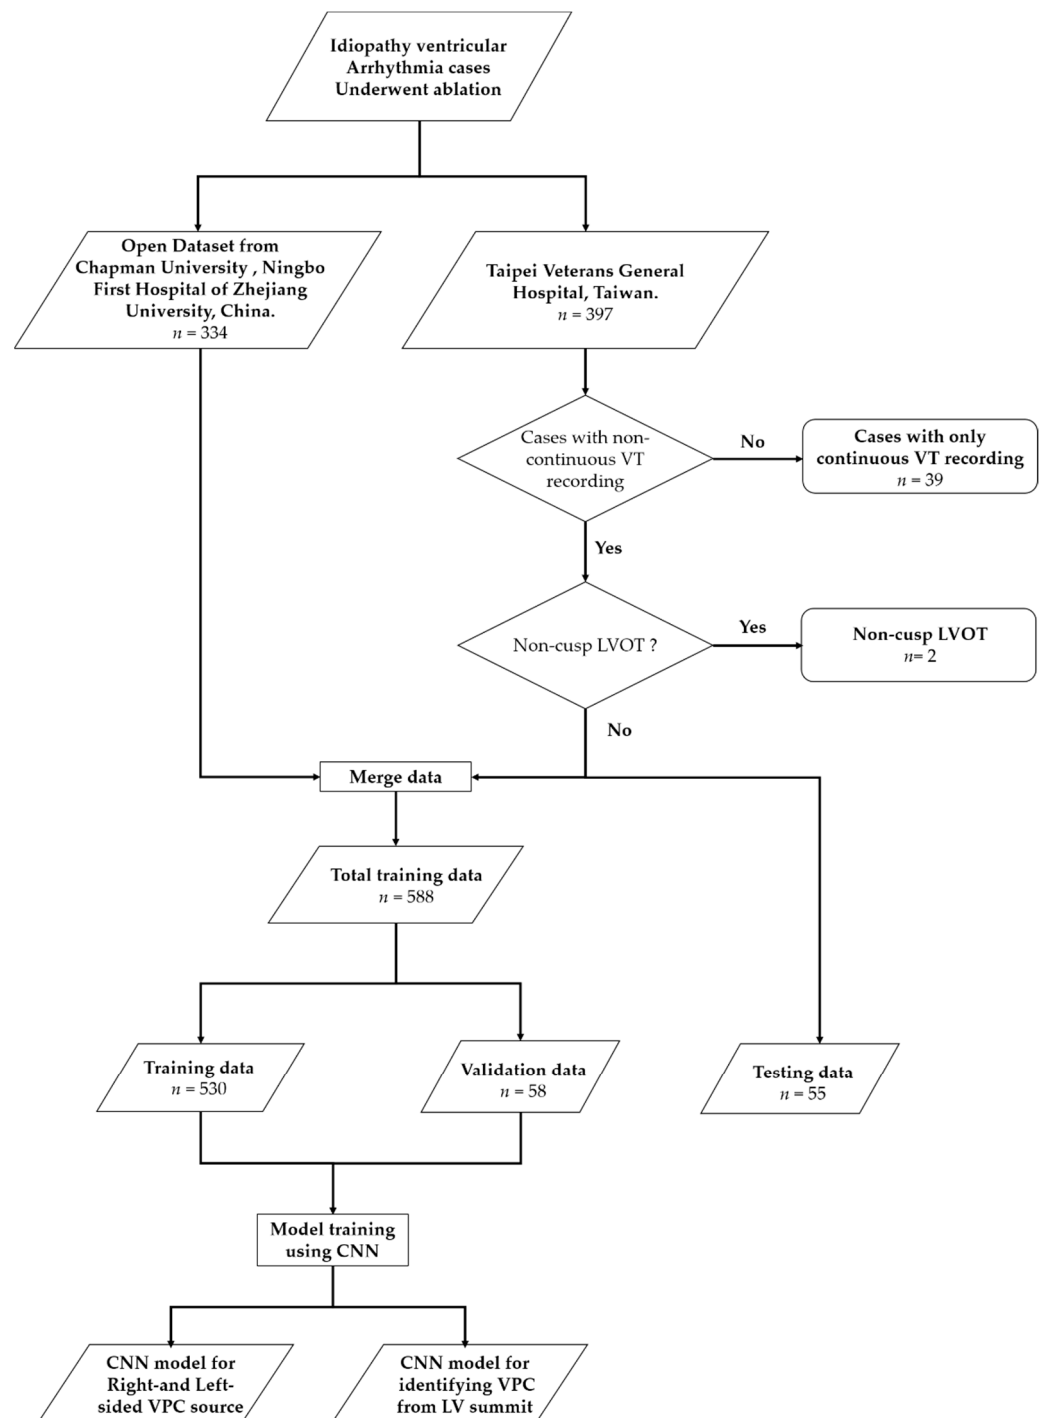 Idiopathy ventricular
Arrhythmia cases
Underwent ablation
Open Dataset from
Chapman University , Ningbo
First Hospital of Zhejiang
University, China.
n = 334
Taipei Veterans General
Hospital, Taiwan.
n = 397
Cases with non-
continuous VT
recording
No
Cases with only
continuous VT recording
n = 39
Yes
Non-cusp LVOT ?
Yes
Non-cusp LVOT
n= 2
No
Merge data
Total training data
n = 588
Training data
n = 530
Validation data
n = 58
Testing data
n = 55
Model training
using CNN
CNN model for
Right-and Left-
sided VPC source
CNN model for
identifying VPC
from LV summit